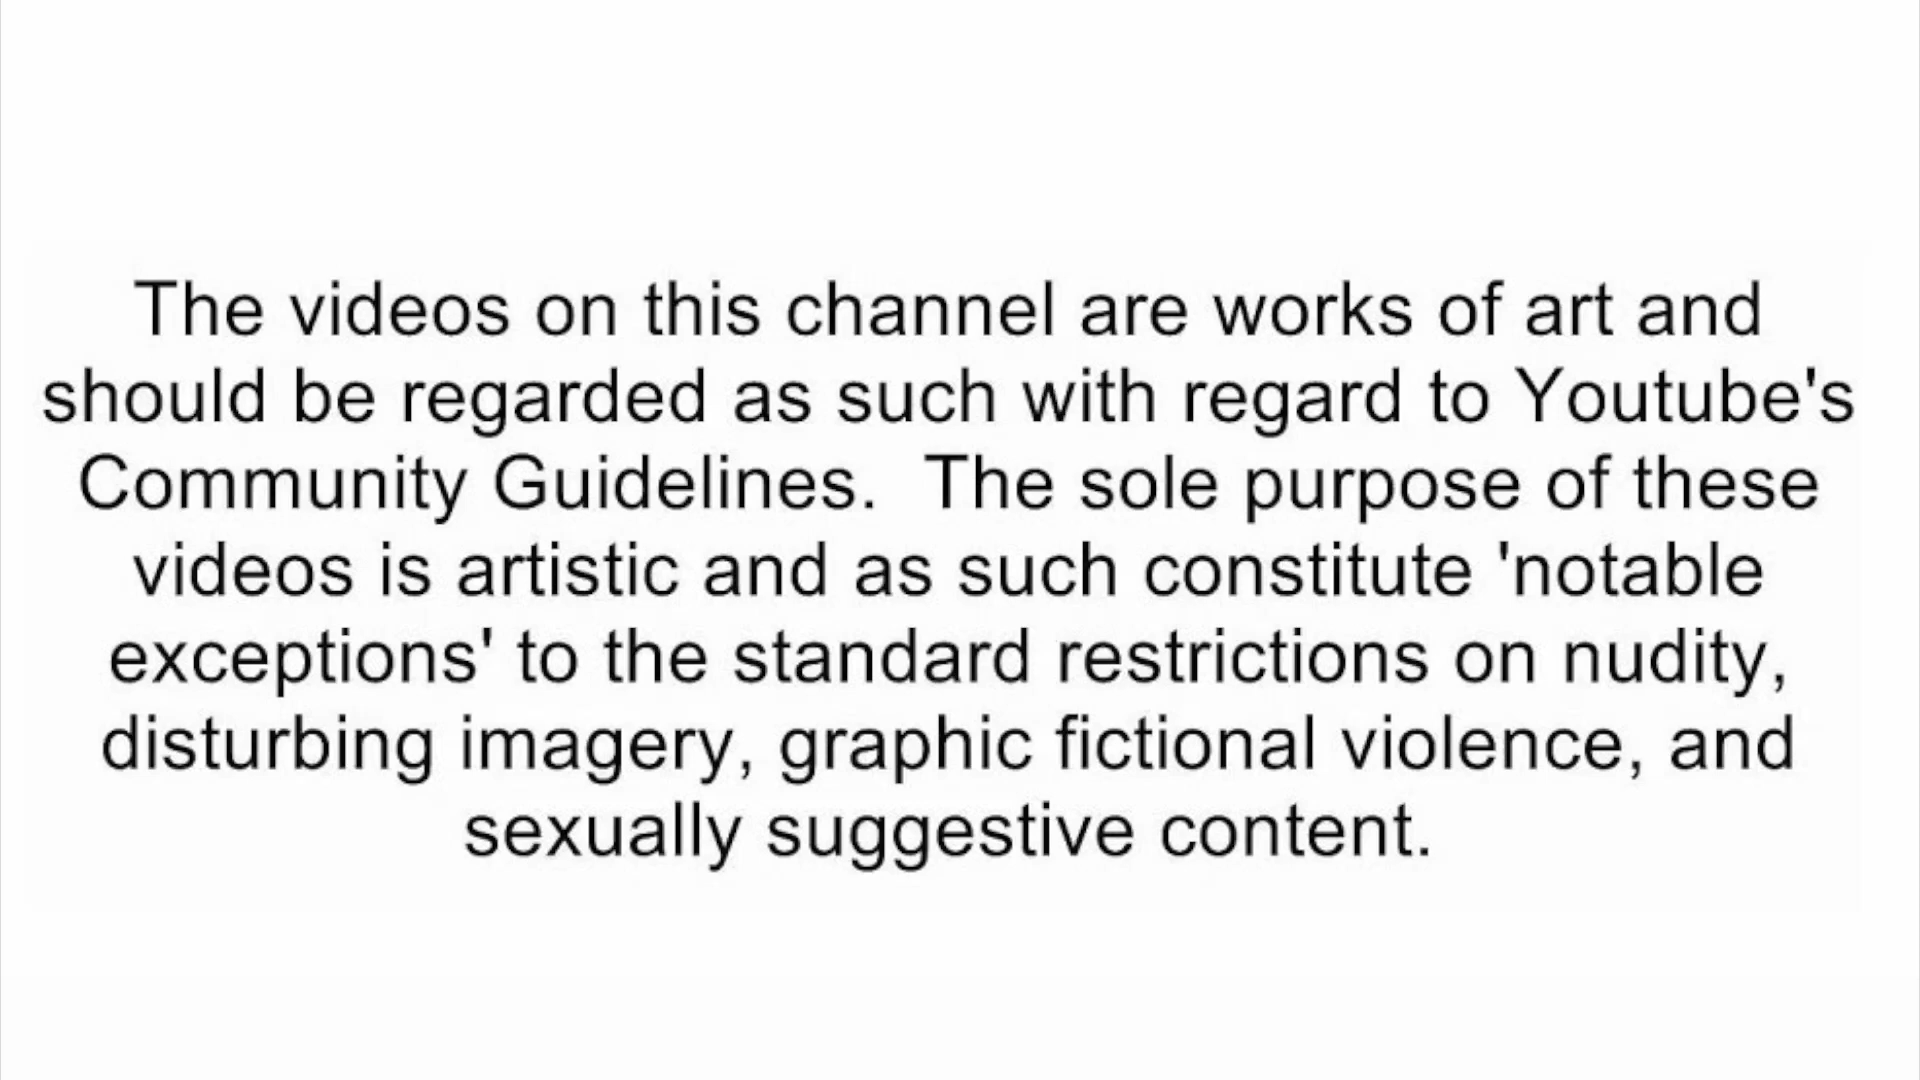 The videos on this channel are works of art and
should be regarded as such with regard to Youtube's
Community Guidelines.  The sole purpose of these
videos is artistic and as such constitute 'notable
exceptions' to the standard restrictions on nudity,
disturbing imagery, graphic fictional violence, and
sexually suggestive content.